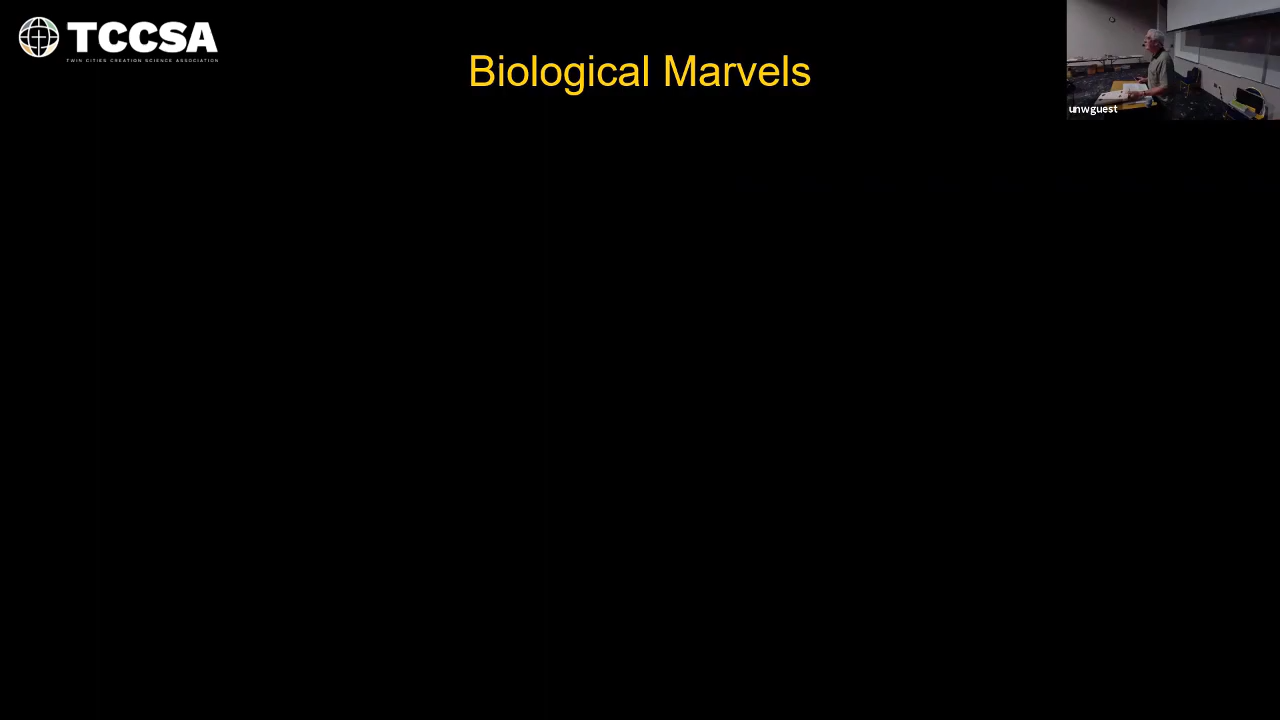 TCCSA
TWIN CITIES CREATION SCIENCE ASSOCIATION
Biological Marvels
unwguest